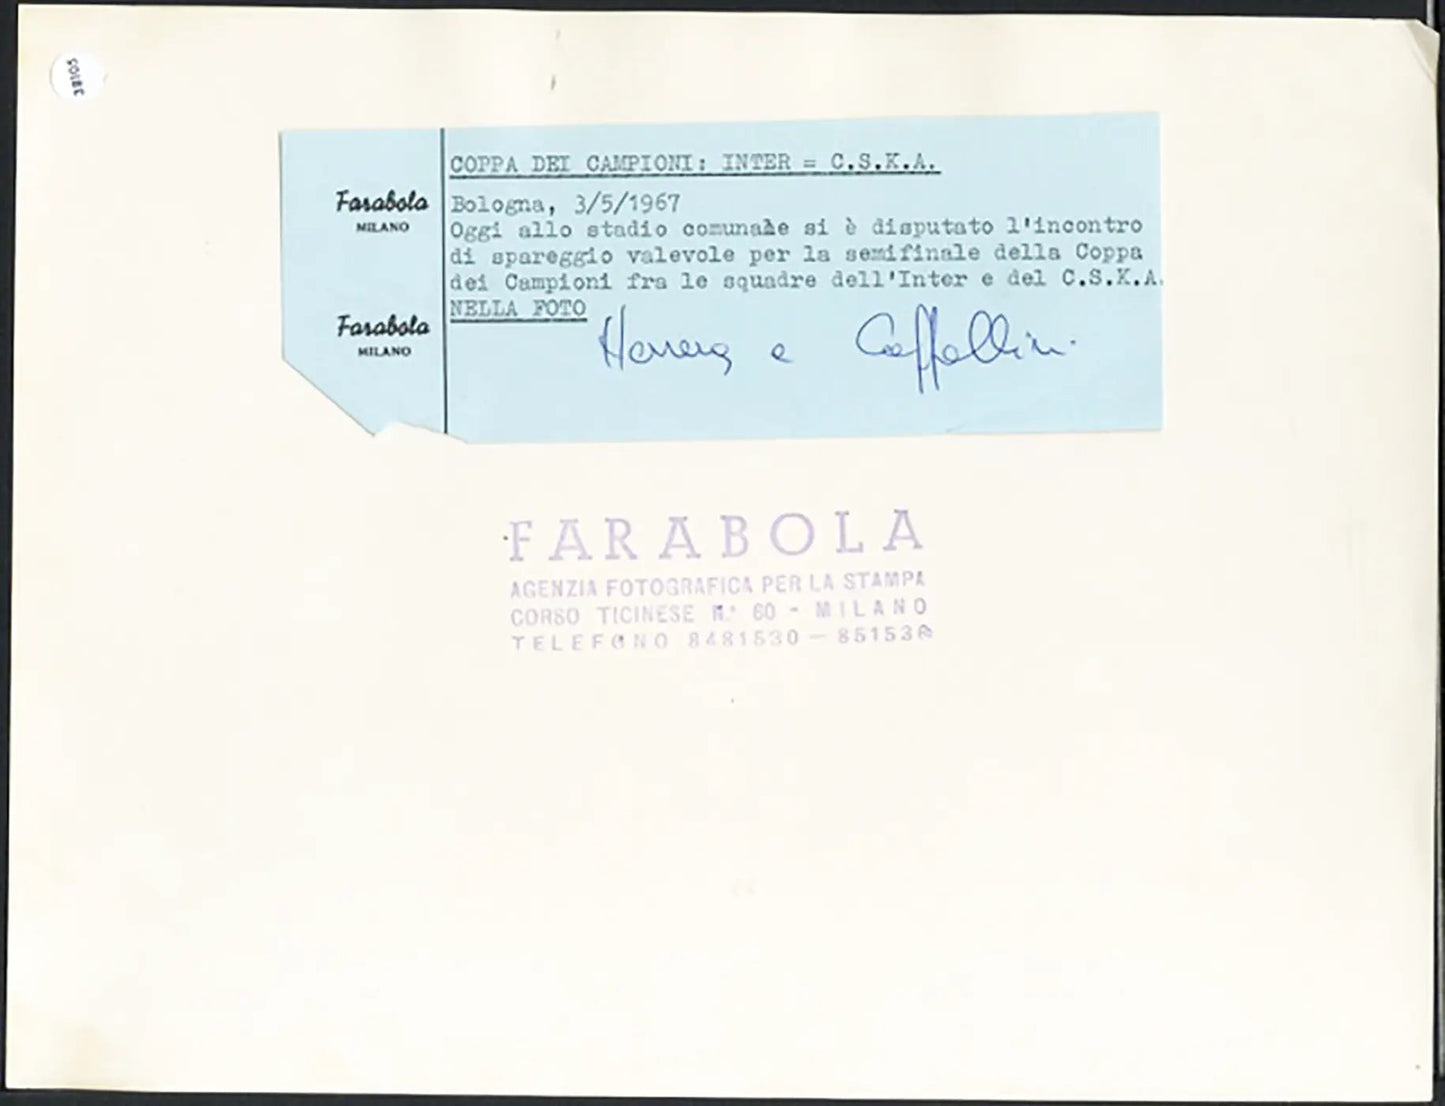 38105
COPPA DEI CAMPIONI: INTER = C.S.K.A.
Farabola
MILANO
Bologna, 3/5/1967
Oggi allo stadio comunale si è disputato l'incontro
di spareggio valevole per la semifinale della Coppa
dei Campioni fra le squadre dell'Inter e del C.S.K.A.
NELLA FOTO
Herrera e Cappellini.
Farabola
MILANO
FARABOLA
AGENZIA FOTOGRAFICA PER LA STAMPA
CORSO TICINESE N.° 60 - MILANO
TELEFONO 8481530 -